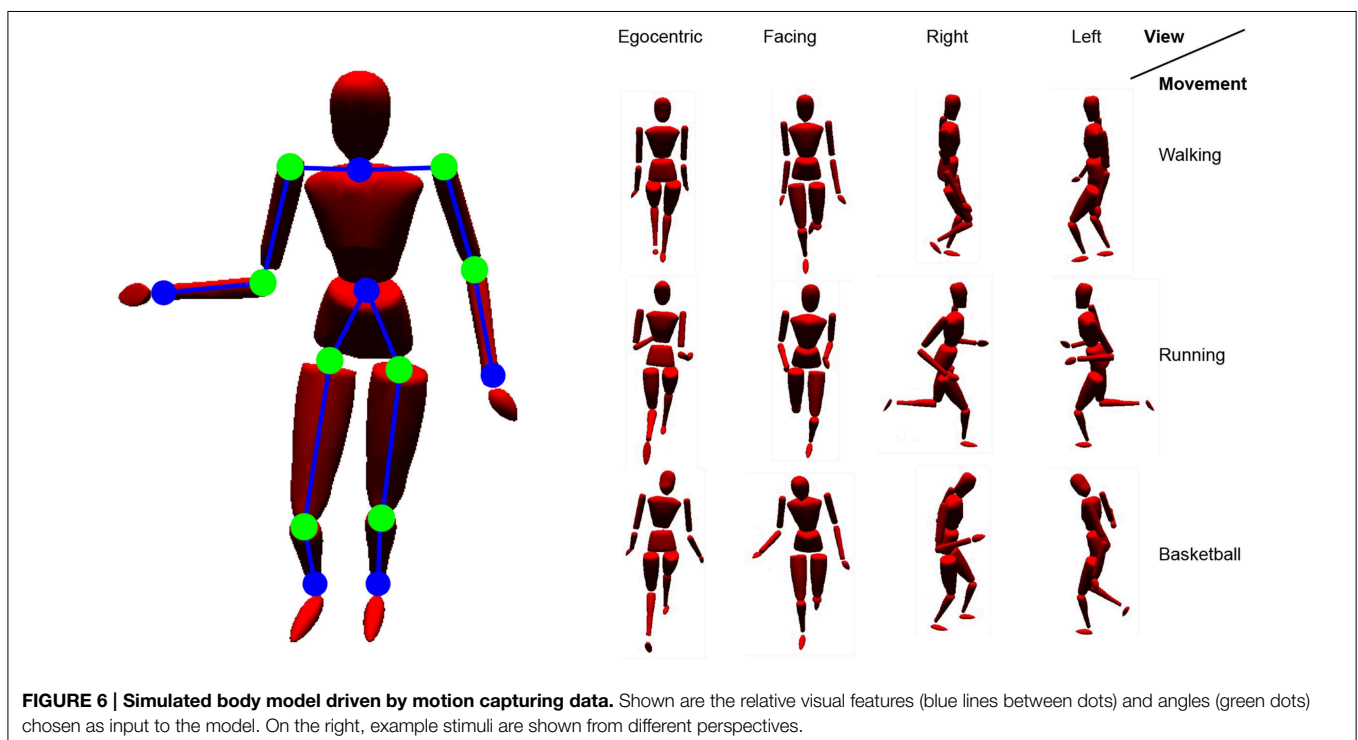 Egocentric Facing Right Left View
Movement
Walking
Running
Basketball
FIGURE 6 | Simulated body model driven by motion capturing data. Shown are the relative visual features (blue lines between dots) and angles (green dots)
chosen as input to the model. On the right, example stimuli are shown from different perspectives.